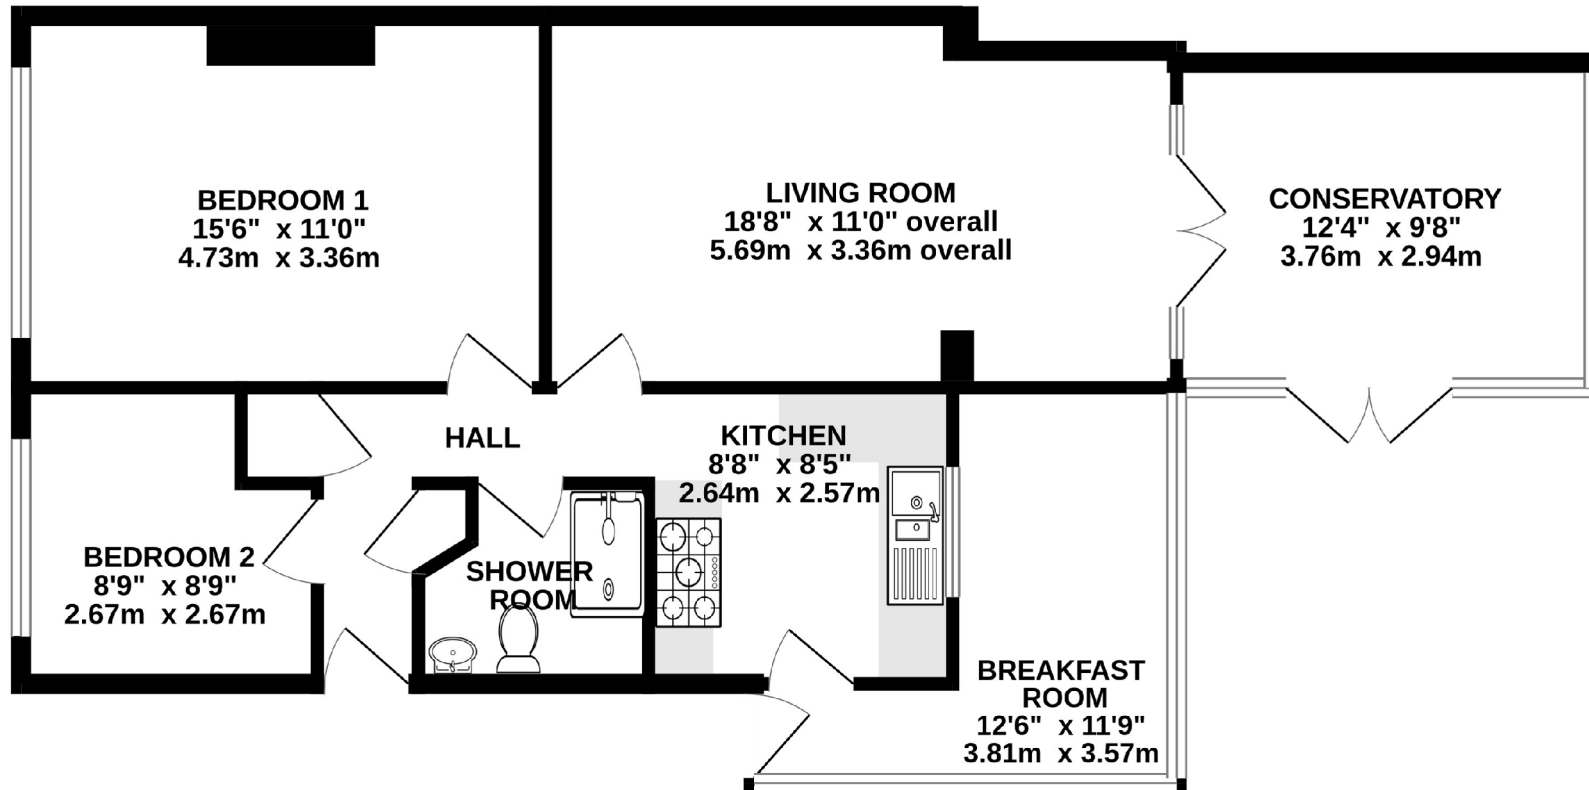 BEDROOM 1
15'6" x 11'0"
4.73m x 3.36m
LIVING ROOM
18'8" x 11'0" overall
5.69m x 3.36m overall
CONSERVATORY
12'4" x 9'8"
3.76m x 2.94m
HALL
KITCHEN
8'8" x 8'5"
2.64m x 2.57m
BEDROOM 2
8'9" x 8'9"
2.67m x 2.67m
SHOWER
ROOM
BREAKFAST
ROOM
12'6" x 11'9"
3.81m x 3.57m